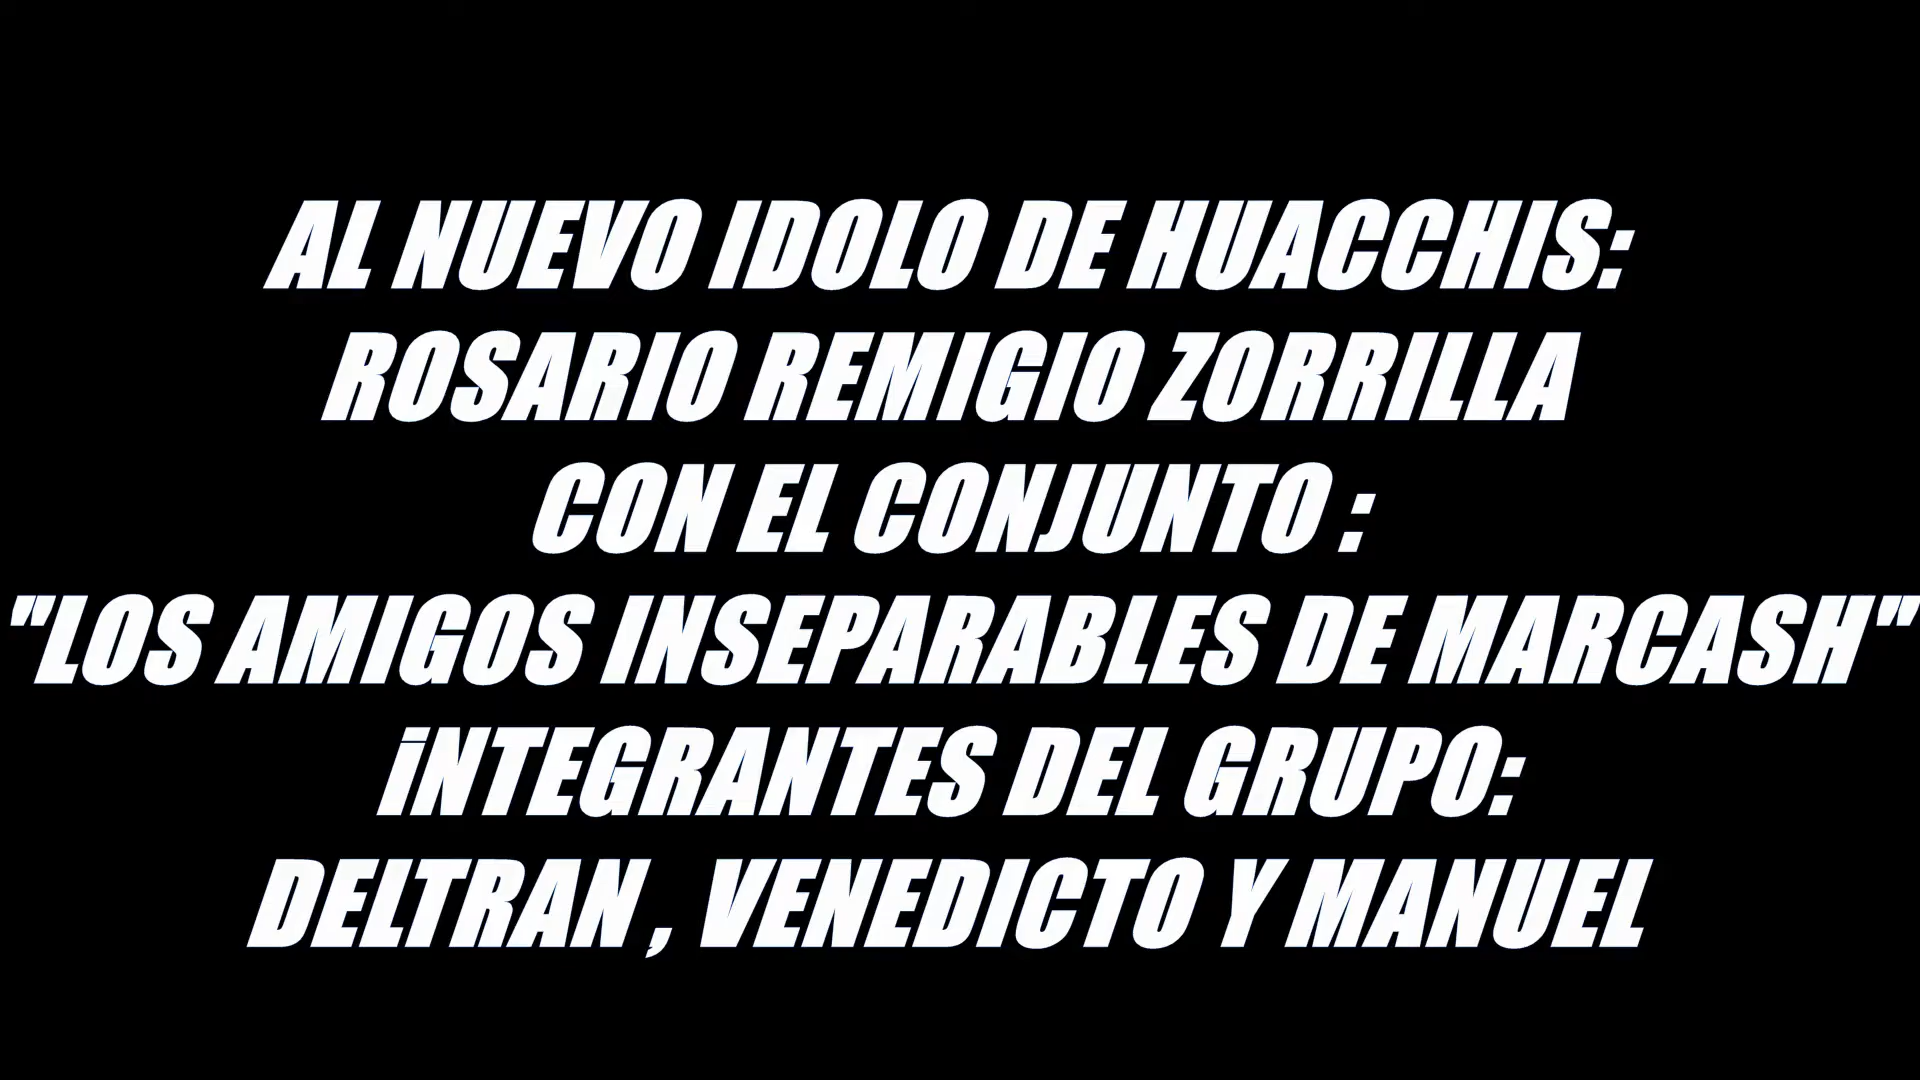 AL NUEVO IDOLO DE HUACCHIS:
ROSARIO REMIGIO ZORRILLA
CON EL CONJUNTO :
"LOS AMIGOS INSEPARABLES DE MARCASH"
iNTEGRANTES DEL GRUPO:
DELTRAN , VENEDICTO Y MANUEL